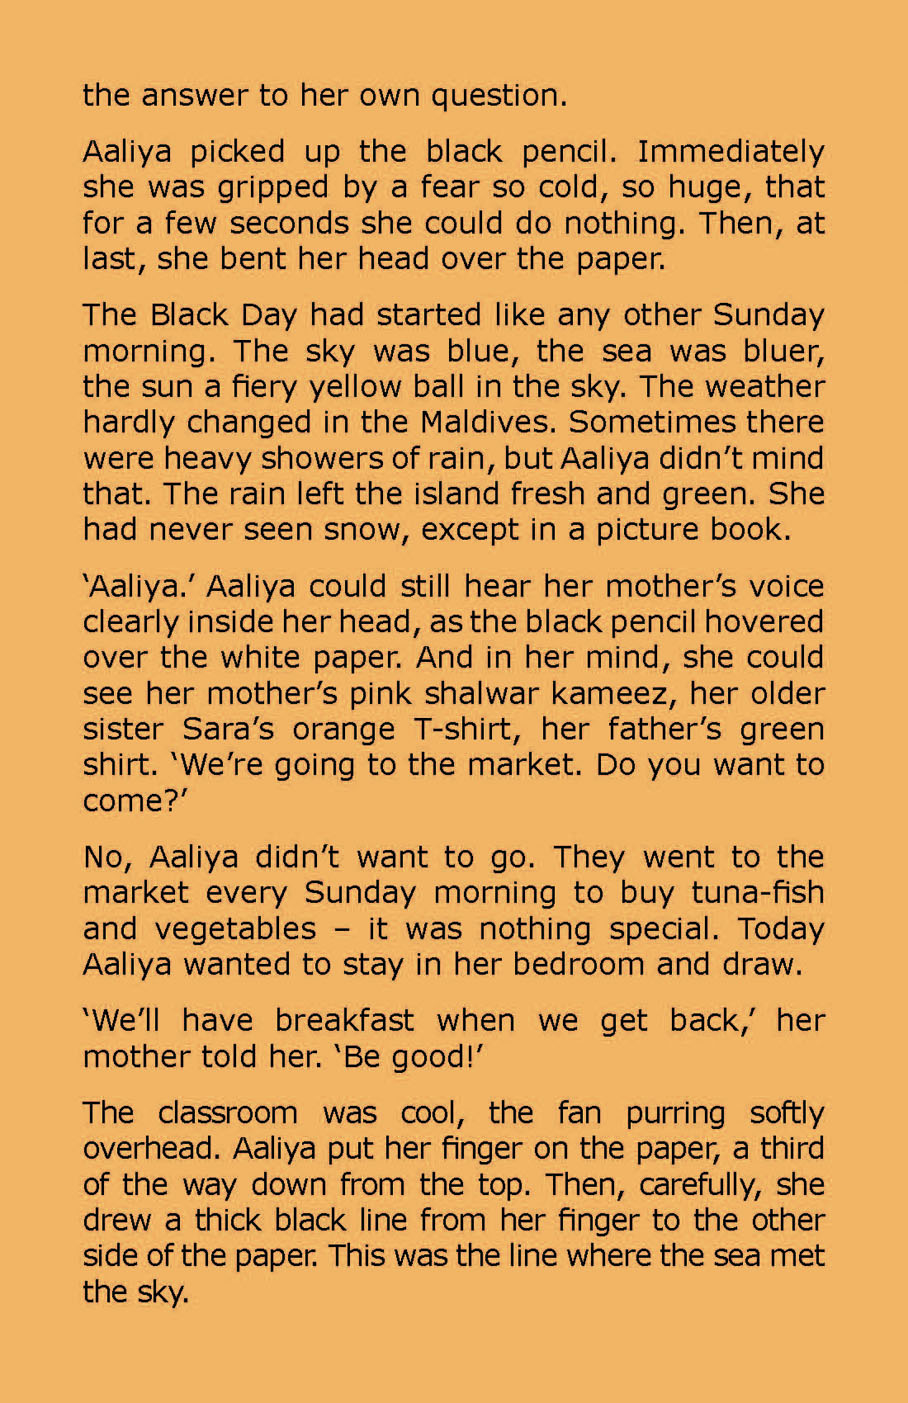 the answer to her own question.
Aaliya picked up the black pencil. Immediately
she was gripped by a fear so cold, so huge, that
for a few seconds she could do nothing. Then, at
last, she bent her head over the paper.
The Black Day had started like any other Sunday
morning. The sky was blue, the sea was bluer,
the sun a fiery yellow ball in the sky. The weather
hardly changed in the Maldives. Sometimes there
were heavy showers of rain, but Aaliya didn’t mind
that. The rain left the island fresh and green. She
had never seen snow, except in a picture book.
‘Aaliya.’ Aaliya could still hear her mother’s voice
clearly inside her head, as the black pencil hovered
over the white paper. And in her mind, she could
see her mother’s pink shalwar kameez, her older
sister Sara’s orange T-shirt, her father’s green
shirt. ‘We’re going to the market. Do you want to
come?’
No, Aaliya didn’t want to go. They went to the
market every Sunday morning to buy tuna-fish
and vegetables – it was nothing special. Today
Aaliya wanted to stay in her bedroom and draw.
‘We’ll have breakfast when we get back,’ her
mother told her. ‘Be good!’
The classroom was cool, the fan purring softly
overhead. Aaliya put her finger on the paper, a third
of the way down from the top. Then, carefully, she
drew a thick black line from her finger to the other
side of the paper. This was the line where the sea met
the sky.